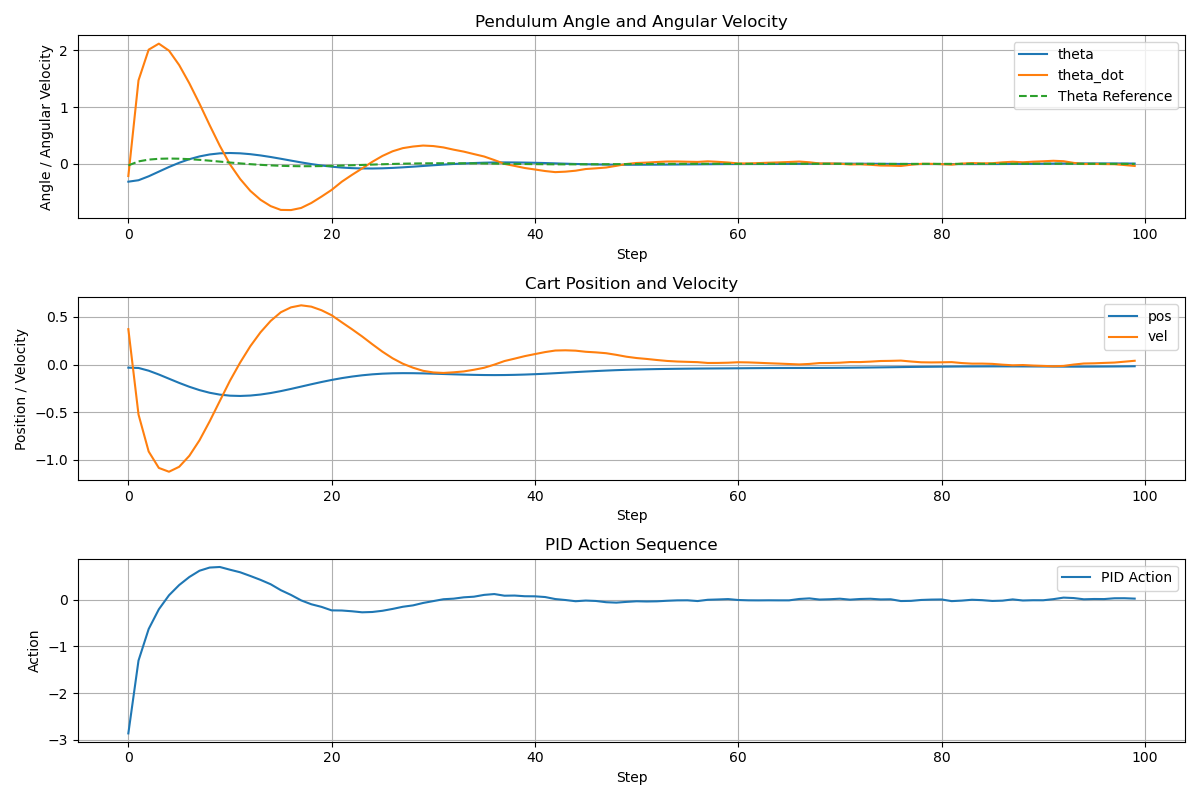 Pendulum Angle and Angular Velocity
Angle / Angular Velocity
2
1
0
theta
theta_dot
Theta Reference
0 20 40 60 80 100
Step
Cart Position and Velocity
Position / Velocity
0.5
0.0
−0.5
−1.0
pos
vel
0 20 40 60 80 100
Step
PID Action Sequence
Action
0
−1
−2
−3
PID Action
0 20 40 60 80 100
Step